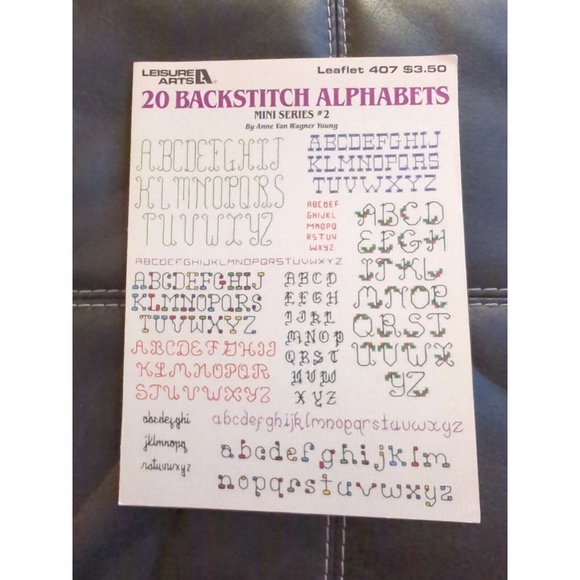 LEISURE ARTS
Leaflet 407 $3.50
20 BACKSTITCH ALPHABETS
MINI SERIES #2
By Anne Van Wagner Young
ABCDEFGHIJ
KLMNOPQRS
TUVWXYZ
ABCDEFGHIJ
KLMNOPQRS
TUVWXYZ
ABCDEF
GHIJKL
MNOPQ
RSTUV
WXYZ
ABCD
EFGH
IJKL
MNOP
QRST
UVWX
YZ
ABCDEFGHIJKLMNOPQRSTUVWXYZ
ABCDEFGHIJ
KLMNOPQRS
TUVWXYZ
ABCD
EFGH
IJKL
MNOP
QRST
UVW
XYZ
ABCDEFGHIJ
KLMNOPQR
STUVWXYZ
abcdefghi
jklmnopq
rstuvwxyz
abcdefghijklmnopqrstuvwxyz
abcdefghijklm
nopqrstuvwxyz